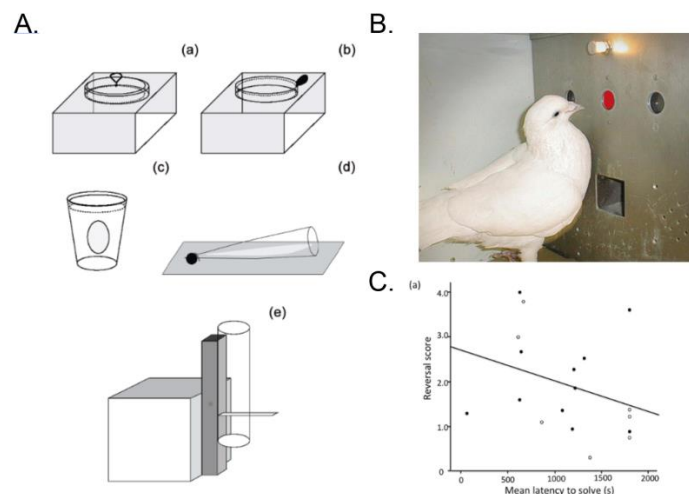 A.
(a)
(b)
(c)
(d)
(e)
B.
C.
(a)
Reversal score
4.0
3.0
2.0
1.0
.0
0
500
1000
1500
2000
Mean latency to solve (s)